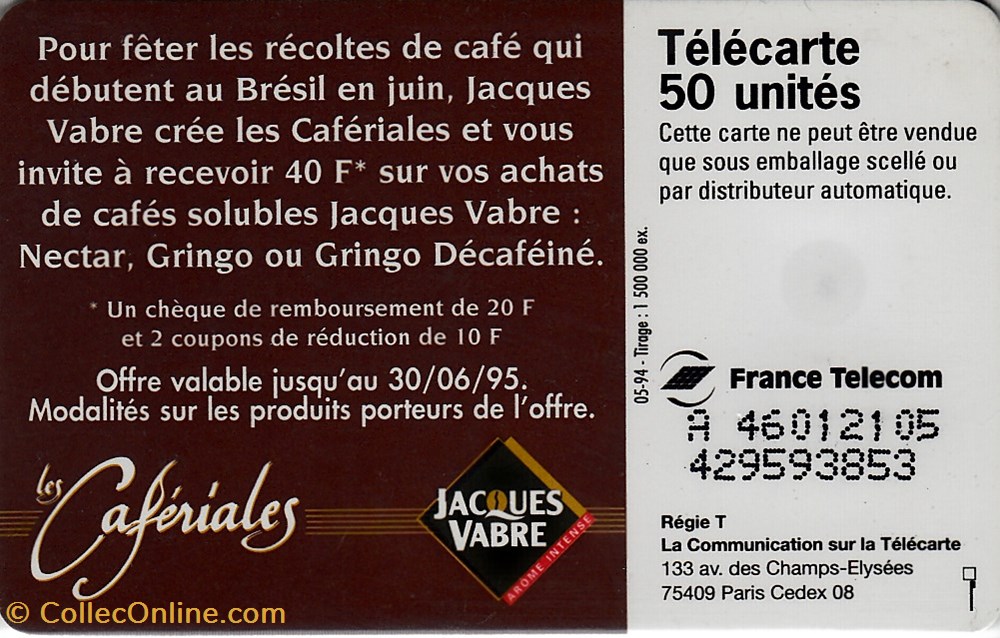 Pour fêter les récoltes de café qui
débutent au Brésil en juin, Jacques
Vabre crée les Cafériales et vous
invite à recevoir 40 F* sur vos achats
de cafés solubles Jacques Vabre :
Nectar, Gringo ou Gringo Décaféiné.
* Un chèque de remboursement de 20 F
et 2 coupons de réduction de 10 F
Offre valable jusqu'au 30/06/95.
Modalités sur les produits porteurs de l'offre.
les
Cafériales
JACQUES
VABRE
AROME INTENSE
Télécarte
50 unités
Cette carte ne peut être vendue
que sous emballage scellé ou
par distributeur automatique.
05-94 - Tirage : 1 500 000 ex.
France Telecom
A 46012105
429593853
Régie T
La Communication sur la Télécarte
133 av. des Champs-Elysées
75409 Paris Cedex 08
© CollecOnline.com